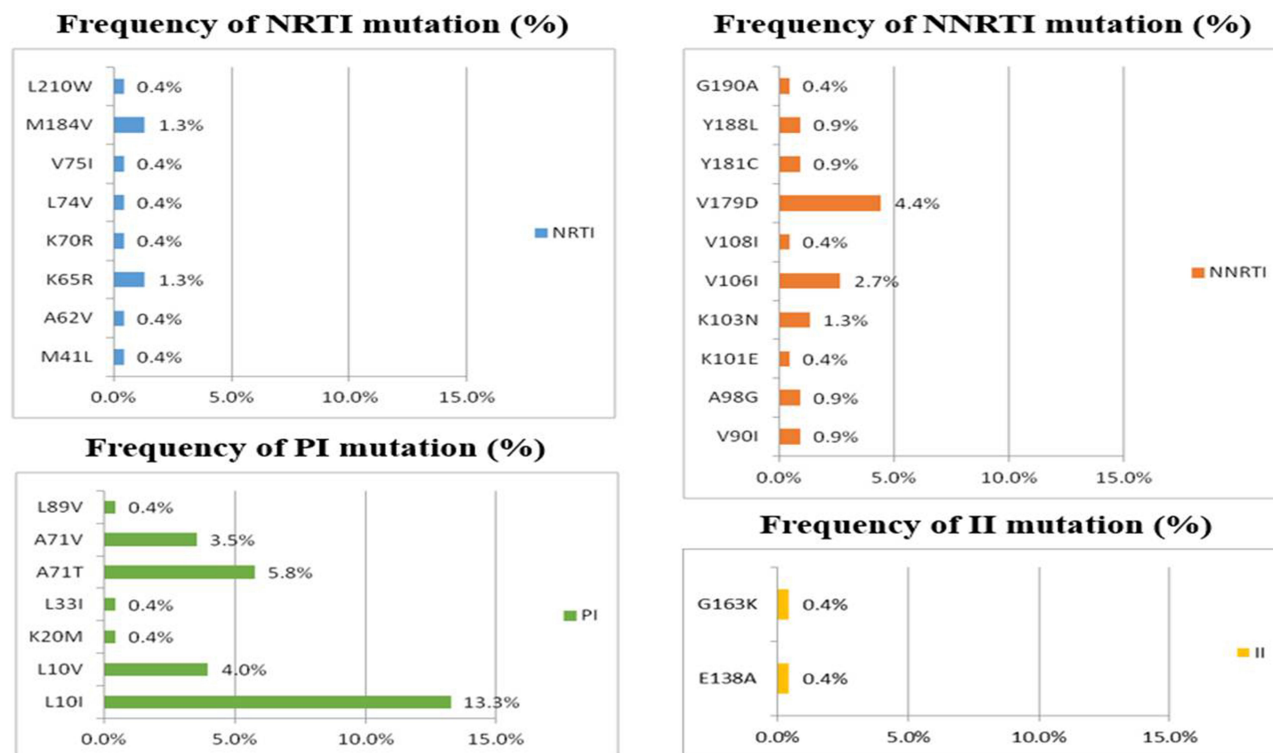 Frequency of NRTI mutation (%)
L210W 0.4%
M184V 1.3%
V75I 0.4%
L74V 0.4%
K70R 0.4%
K65R 1.3%
A62V 0.4%
M41L 0.4%
0.0% 5.0% 10.0% 15.0%
NRTI
Frequency of NNRTI mutation (%)
G190A 0.4%
Y188L 0.9%
Y181C 0.9%
V179D 4.4%
V108I 0.4%
V106I 2.7%
K103N 1.3%
K101E 0.4%
A98G 0.9%
V90I 0.9%
0.0% 5.0% 10.0% 15.0%
NNRTI
Frequency of PI mutation (%)
L89V 0.4%
A71V 3.5%
A71T 5.8%
L33I 0.4%
K20M 0.4%
L10V 4.0%
L10I 13.3%
0.0% 5.0% 10.0% 15.0%
PI
Frequency of II mutation (%)
G163K 0.4%
E138A 0.4%
0.0% 5.0% 10.0% 15.0%
II